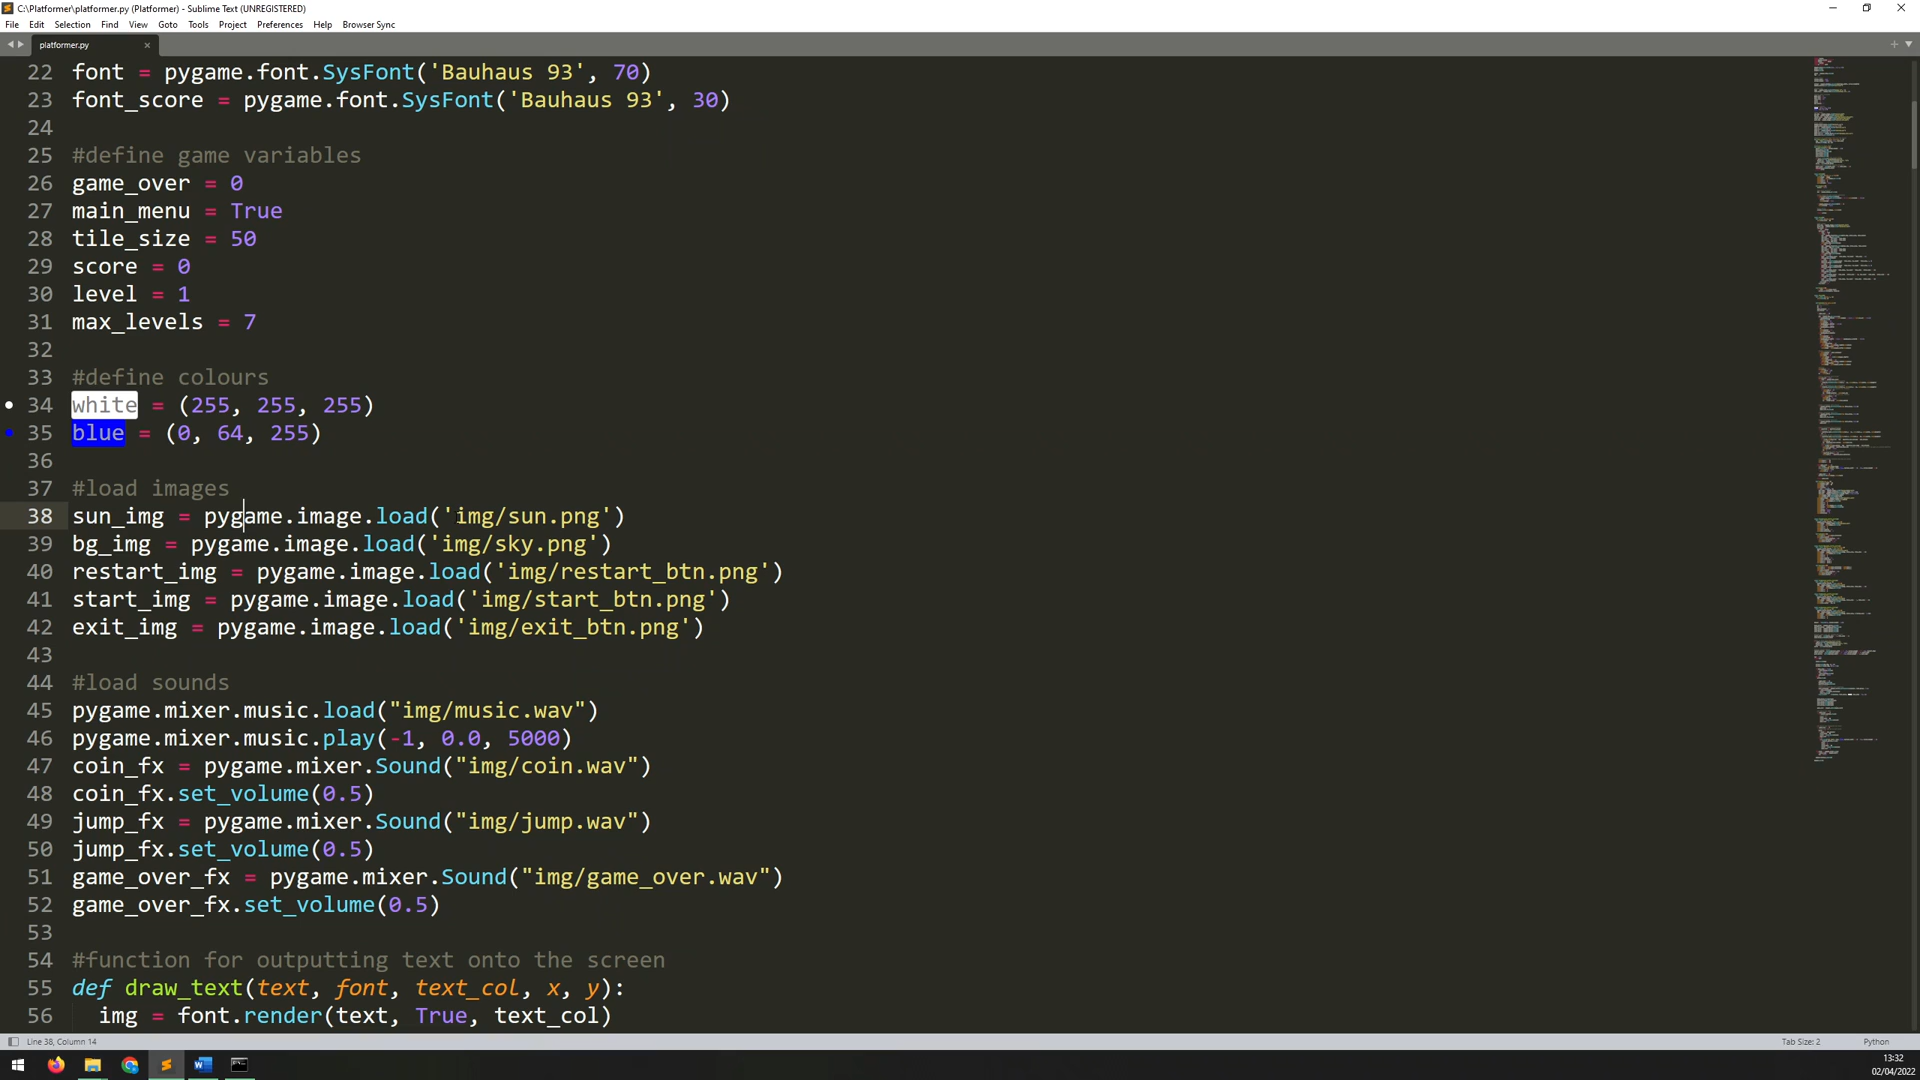 C:\Platformer\platformer.py (Platformer) - Sublime Text (UNREGISTERED)
File Edit Selection Find View Goto Tools Project Preferences Help Browser Sync
platformer.py
22 font = pygame.font.SysFont('Bauhaus 93', 70)
23 font_score = pygame.font.SysFont('Bauhaus 93', 30)
24
25 #define game variables
26 game_over = 0
27 main_menu = True
28 tile_size = 50
29 score = 0
30 level = 1
31 max_levels = 7
32
33 #define colours
34 white = (255, 255, 255)
35 blue = (0, 64, 255)
36
37 #load images
38 sun_img = pygame.image.load('img/sun.png')
39 bg_img = pygame.image.load('img/sky.png')
40 restart_img = pygame.image.load('img/restart_btn.png')
41 start_img = pygame.image.load('img/start_btn.png')
42 exit_img = pygame.image.load('img/exit_btn.png')
43
44 #load sounds
45 pygame.mixer.music.load("img/music.wav")
46 pygame.mixer.music.play(-1, 0.0, 5000)
47 coin_fx = pygame.mixer.Sound("img/coin.wav")
48 coin_fx.set_volume(0.5)
49 jump_fx = pygame.mixer.Sound("img/jump.wav")
50 jump_fx.set_volume(0.5)
51 game_over_fx = pygame.mixer.Sound("img/game_over.wav")
52 game_over_fx.set_volume(0.5)
53
54 #function for outputting text onto the screen
55 def draw_text(text, font, text_col, x, y):
56 img = font.render(text, True, text_col)
Line 38, Column 14 Tab Size: 2 Python
13:32
02/04/2022